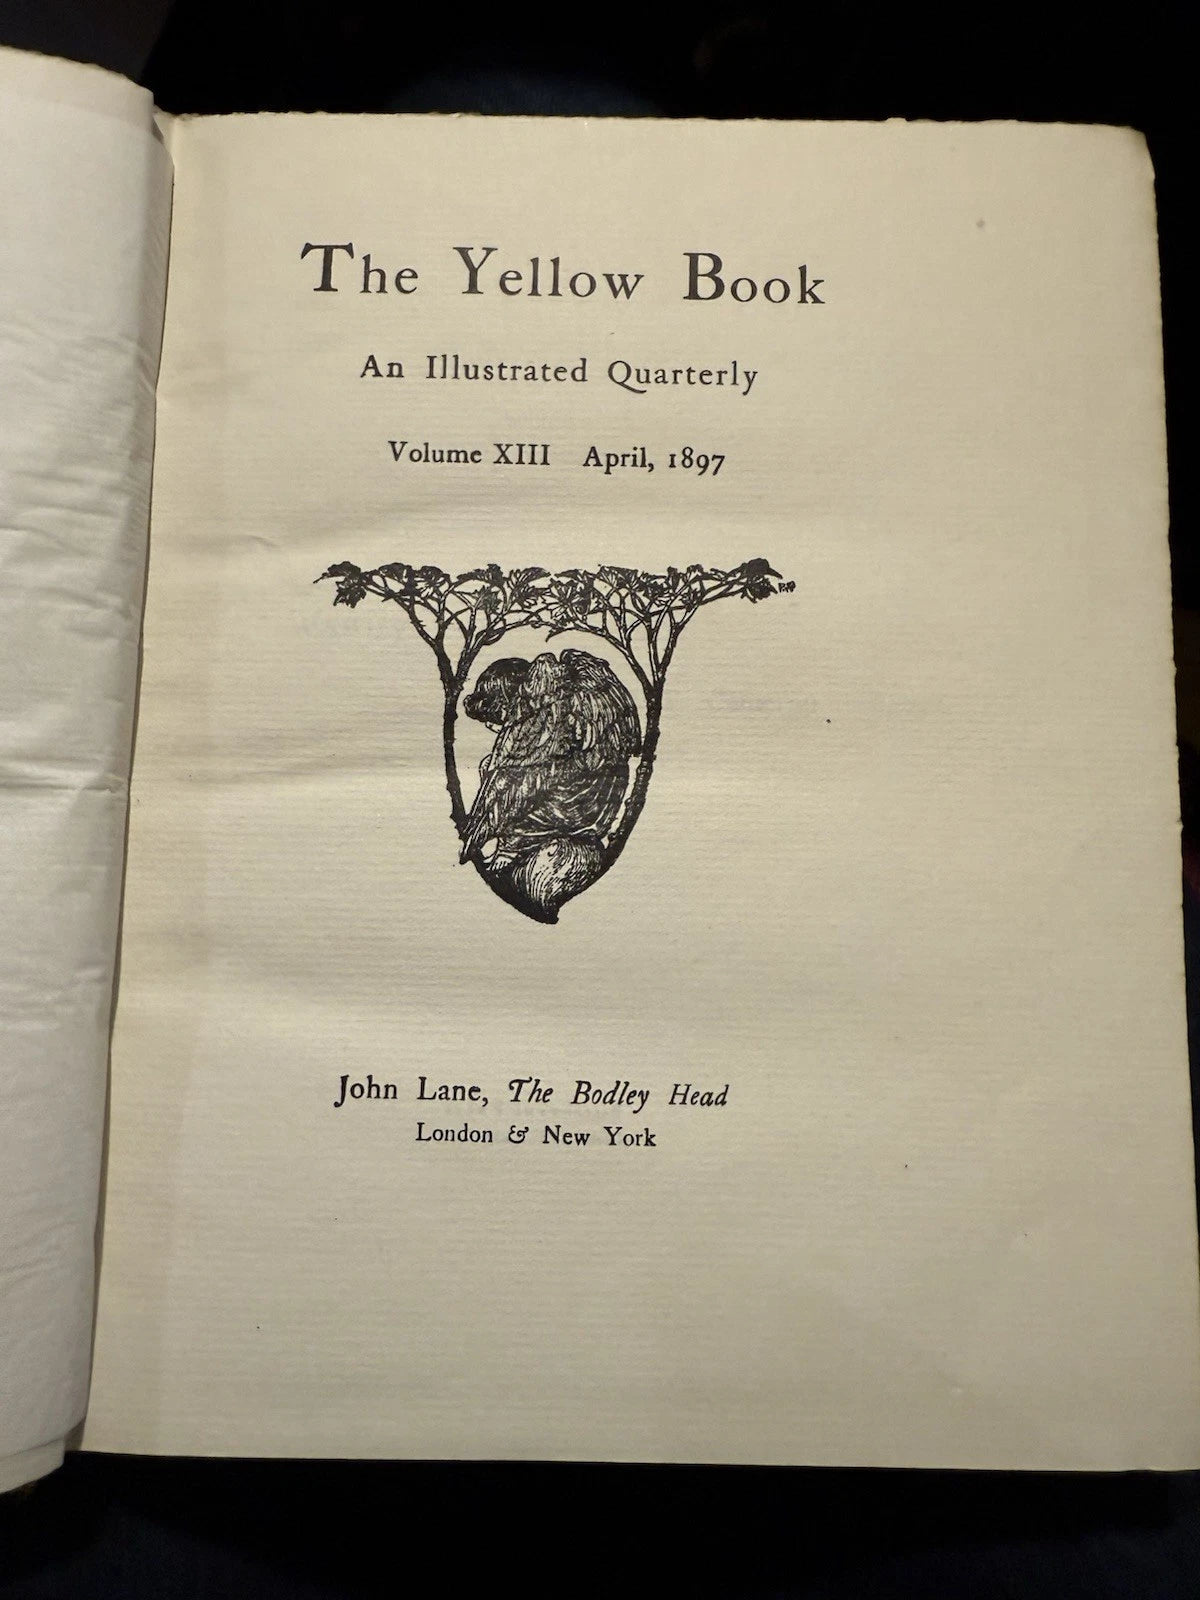 The Yellow Book
An Illustrated Quarterly
Volume XIII April, 1897
John Lane, The Bodley Head
London & New York